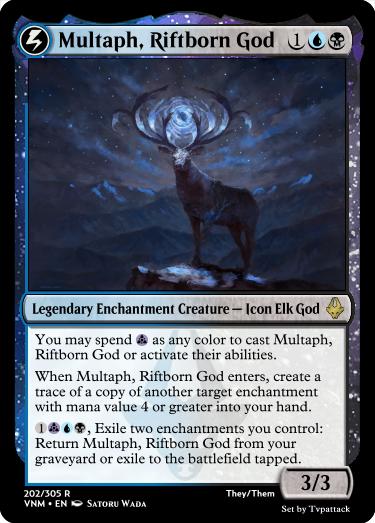 Multaph, Riftborn God 1
Legendary Enchantment Creature — Icon Elk God
You may spend as any color to cast Multaph,
Riftborn God or activate their abilities.
When Multaph, Riftborn God enters, create a
trace of a copy of another target enchantment
with mana value 4 or greater into your hand.
1 , Exile two enchantments you control:
Return Multaph, Riftborn God from your
graveyard or exile to the battlefield tapped.
3/3
202/305 R
VNM • EN Satoru Wada
They/Them
Set by Tvpattack